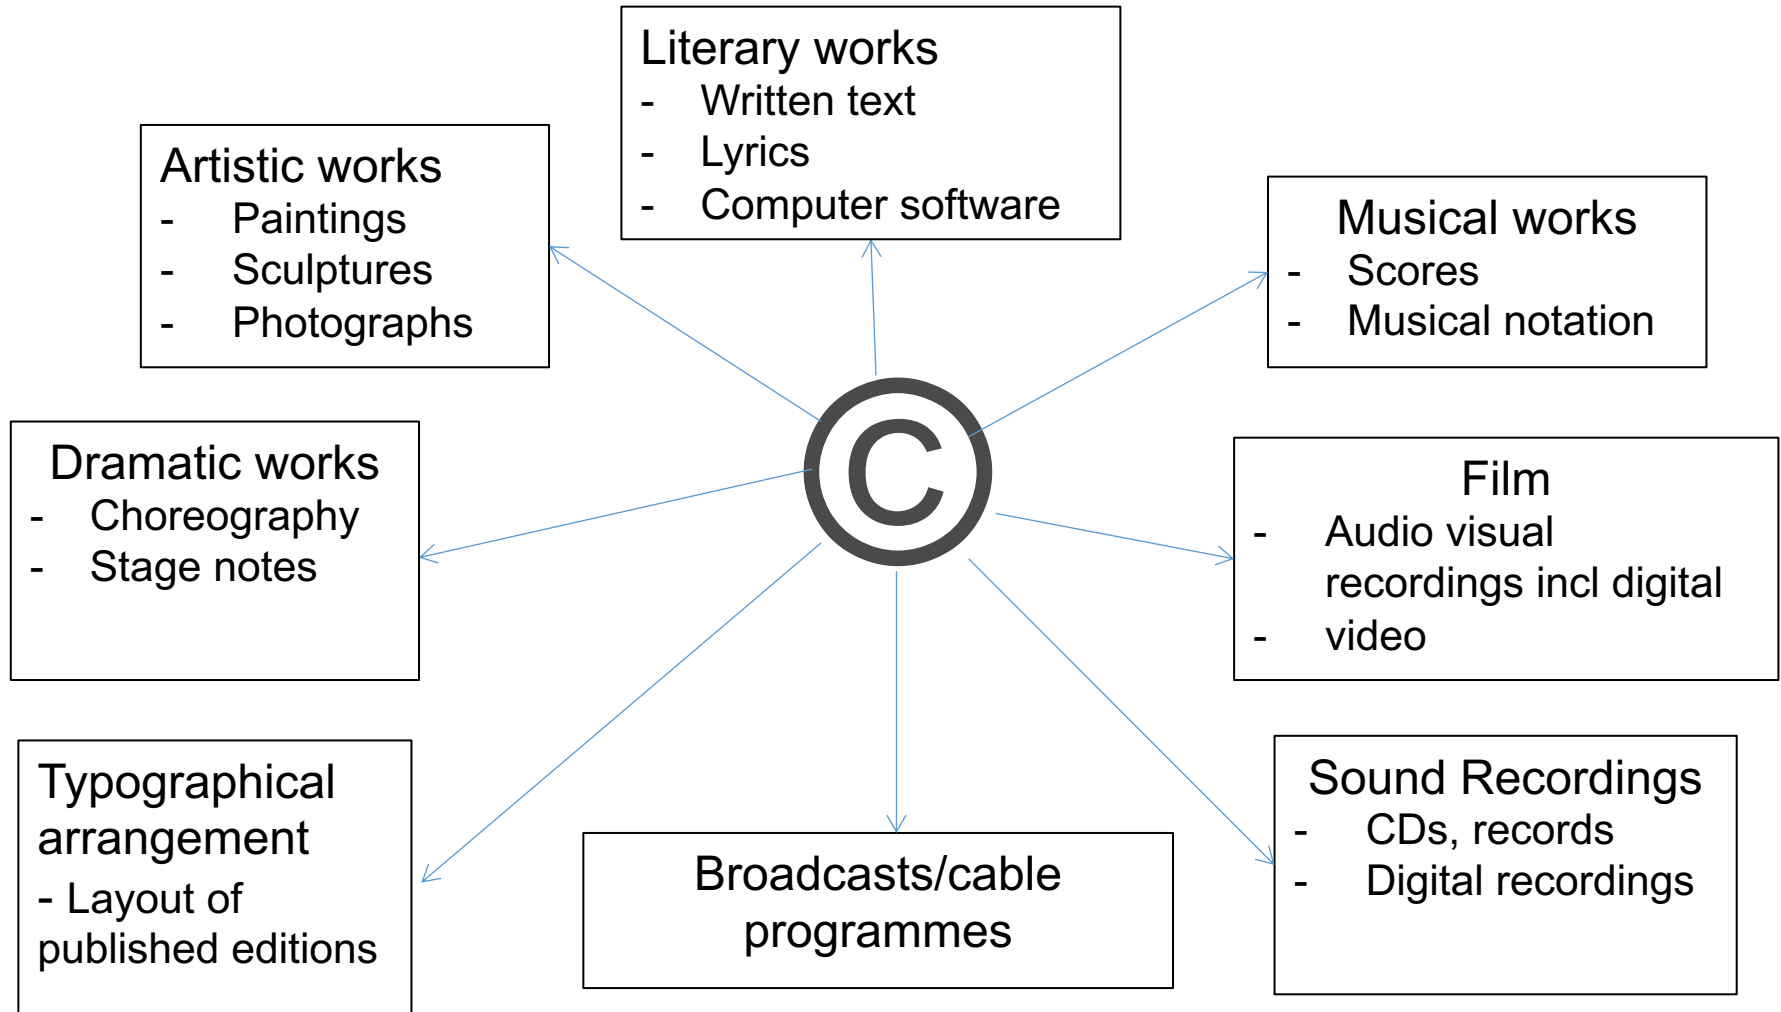 Literary works
- Written text
- Lyrics
- Computer software
Artistic works
- Paintings
- Sculptures
- Photographs
Musical works
- Scores
- Musical notation
©
Dramatic works
- Choreography
- Stage notes
Film
- Audio visual
recordings incl digital
- video
Typographical
arrangement
- Layout of
published editions
Broadcasts/cable
programmes
Sound Recordings
- CDs, records
- Digital recordings